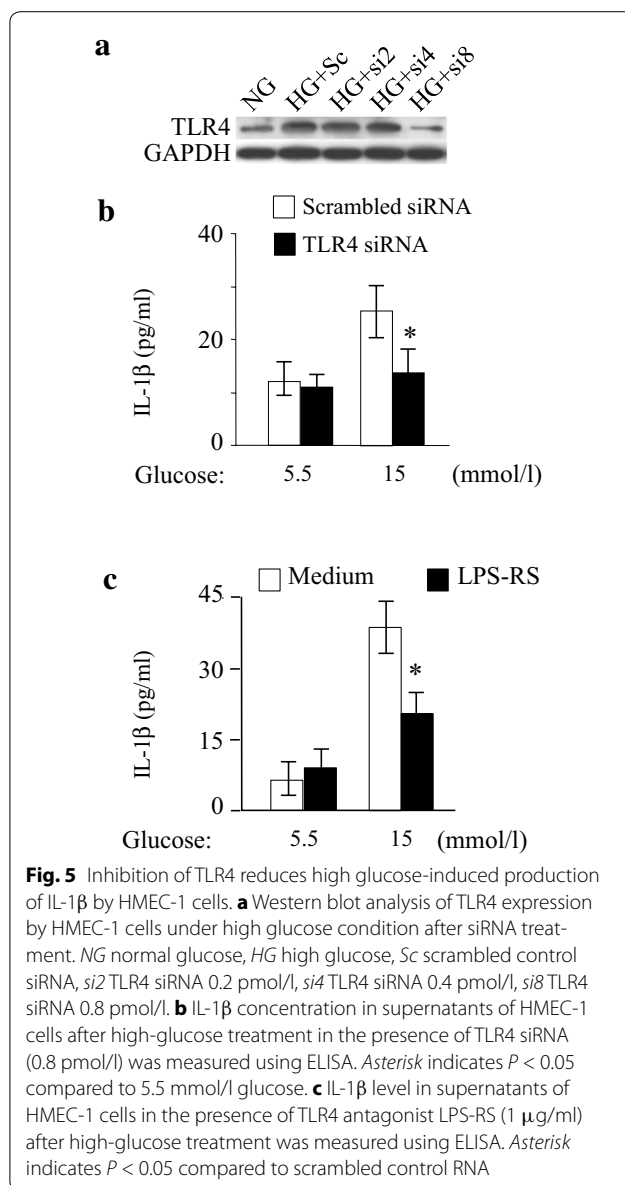 a
NG HG+Sc HG+si2 HG+si4 HG+si8
TLR4
GAPDH
b
Scrambled siRNA
TLR4 siRNA
40
20
0
IL-1β (pg/ml)
*
Glucose: 5.5 15 (mmol/l)
c
Medium LPS-RS
45
30
15
0
IL-1β (pg/ml)
*
Glucose: 5.5 15 (mmol/l)
Fig. 5 Inhibition of TLR4 reduces high glucose-induced production
of IL-1β by HMEC-1 cells. a Western blot analysis of TLR4 expression
by HMEC-1 cells under high glucose condition after siRNA treat-
ment. NG normal glucose, HG high glucose, Sc scrambled control
siRNA, si2 TLR4 siRNA 0.2 pmol/l, si4 TLR4 siRNA 0.4 pmol/l, si8 TLR4
siRNA 0.8 pmol/l. b IL-1β concentration in supernatants of HMEC-1
cells after high-glucose treatment in the presence of TLR4 siRNA
(0.8 pmol/l) was measured using ELISA. Asterisk indicates P < 0.05
compared to 5.5 mmol/l glucose. c IL-1β level in supernatants of
HMEC-1 cells in the presence of TLR4 antagonist LPS-RS (1 μg/ml)
after high-glucose treatment was measured using ELISA. Asterisk
indicates P < 0.05 compared to scrambled control RNA